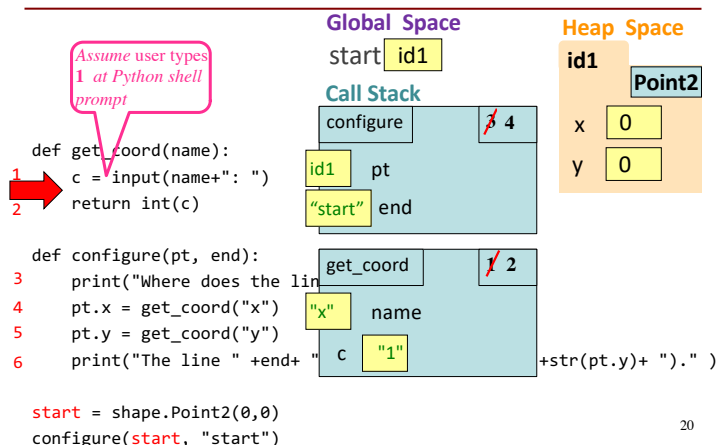 Global Space
Heap Space
start id1
id1
Point2
x 0
y 0
Assume user types
1 at Python shell
prompt
Call Stack
configure 3 4
id1 pt
"start" end
get_coord 1 2
"x" name
c "1"
def get_coord(name):
1 c = input(name+": ")
2 return int(c)
def configure(pt, end):
3 print("Where does the lin
4 pt.x = get_coord("x")
5 pt.y = get_coord("y")
6 print("The line " +end+ " +str(pt.y)+ ")." )
start = shape.Point2(0,0)
configure(start, "start")
20